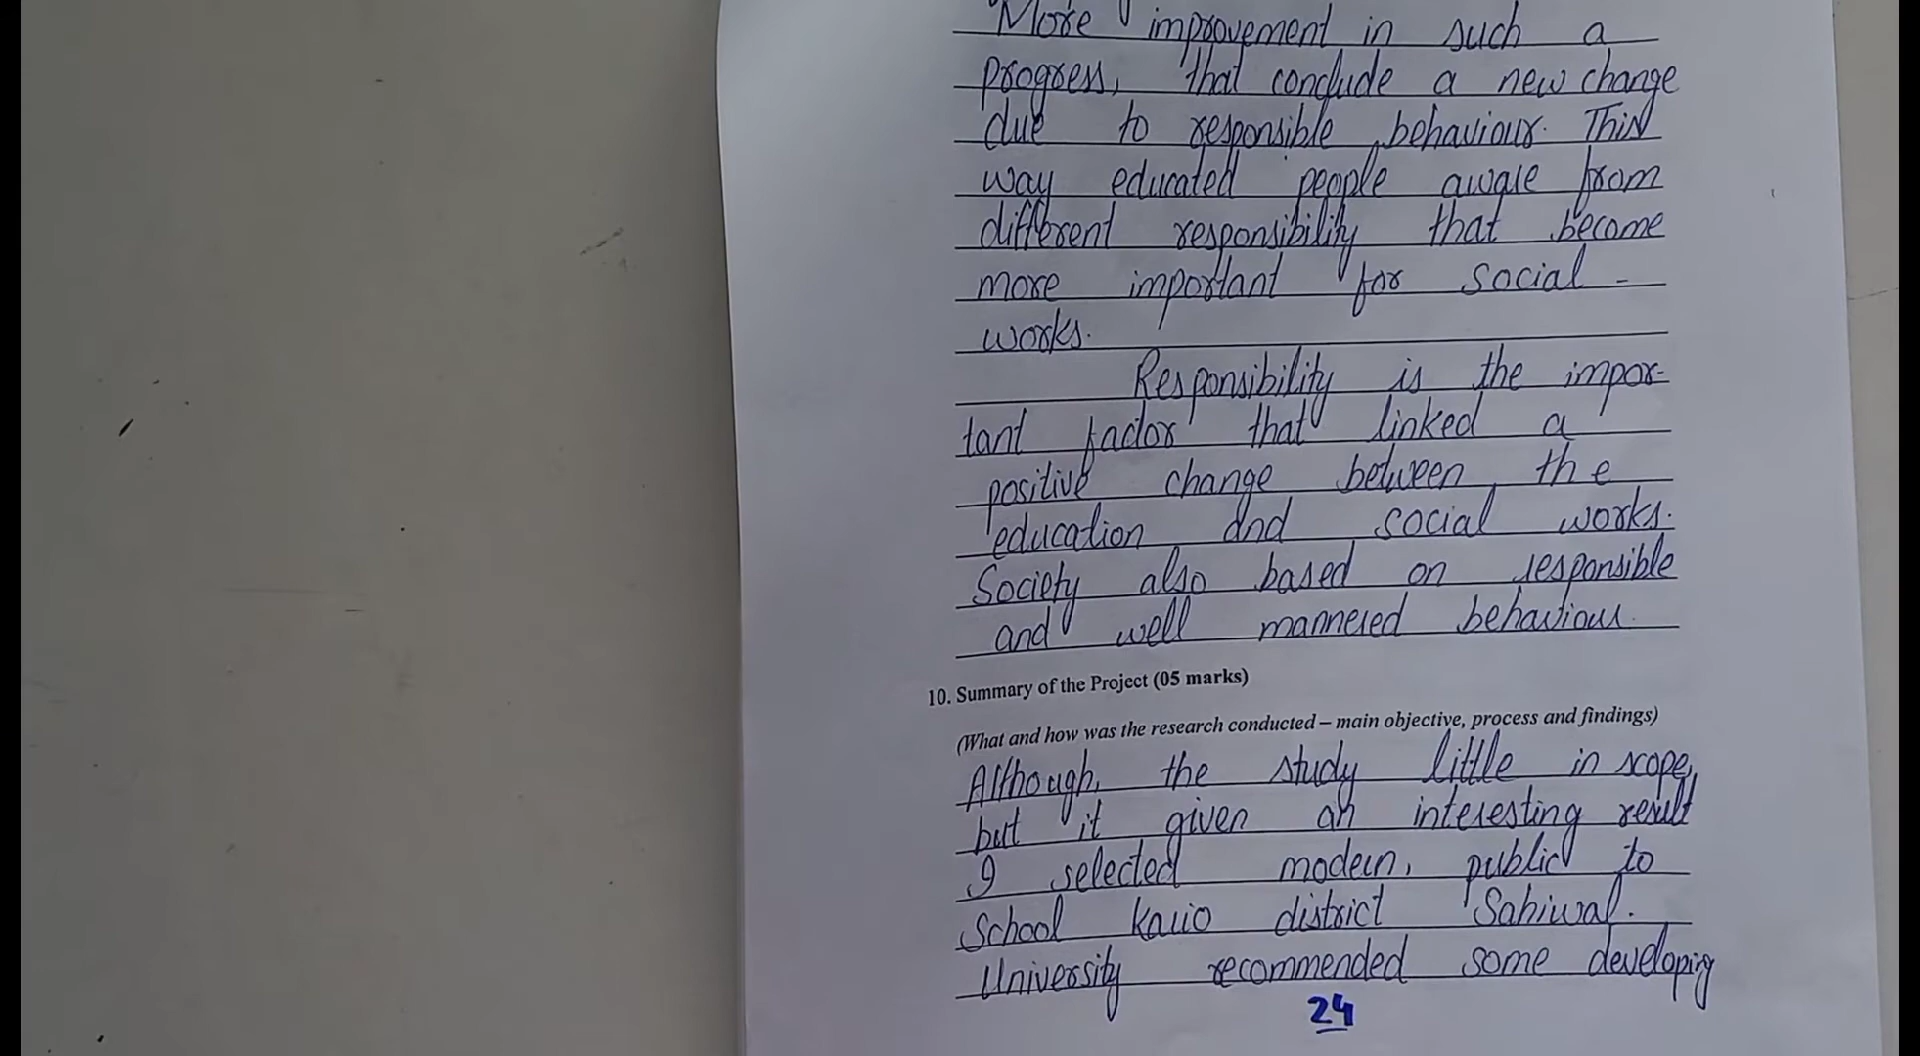 More improvement in such a
progress, that conclude a new change
due to responsible behaviour. This
way educated people awale from
different responsibility that become
more important for social -
works.
Responsibility is the impor-
tant factor that linked a
positive change between the
education and social works.
Society also based on responsible
and well mannered behaviour.
10. Summary of the Project (05 marks)
(What and how was the research conducted – main objective, process and findings)
Although, the study little in scope,
but it given an interesting result
I selected modern, public to
School district Sahiwal.
University recommended some developing
24